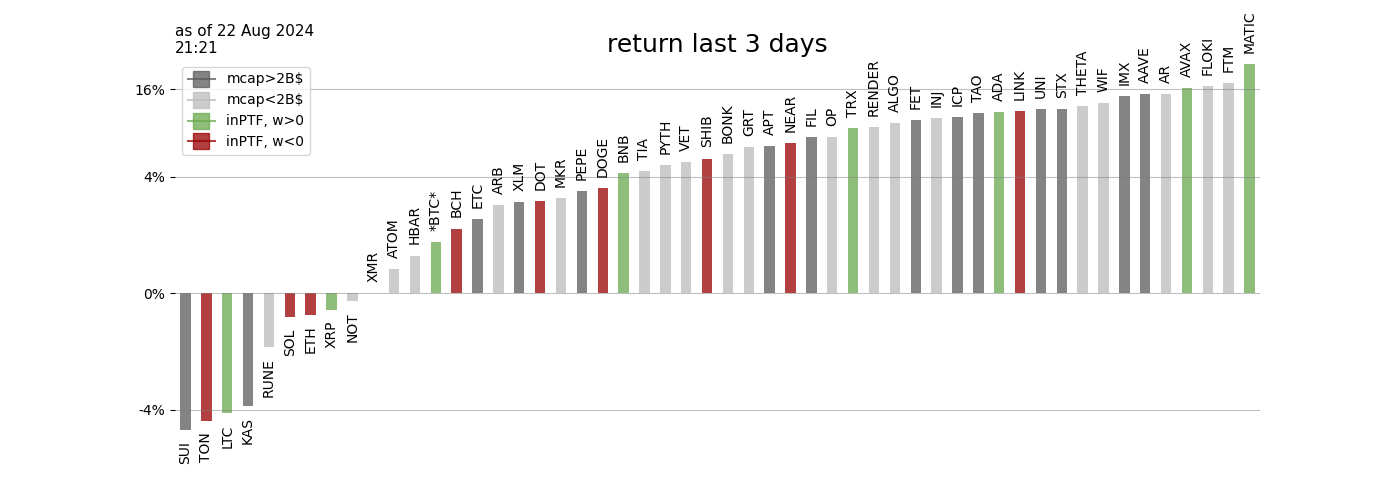 as of 22 Aug 2024
21:21
return last 3 days
mcap>2B$
mcap<2B$
inPTF, w>0
inPTF, w<0
16%
4%
0%
-4%
SUI
TON
LTC
KAS
RUNE
SOL
ETH
XRP
NOT
XMR
ATOM
HBAR
*BTC*
BCH
ETC
ARB
XLM
DOT
MKR
PEPE
DOGE
BNB
TIA
PYTH
VET
SHIB
BONK
GRT
APT
NEAR
FIL
OP
TRX
RENDER
ALGO
FET
INJ
ICP
TAO
ADA
LINK
UNI
STX
THETA
WIF
IMX
AAVE
AR
AVAX
FLOKI
FTM
MATIC